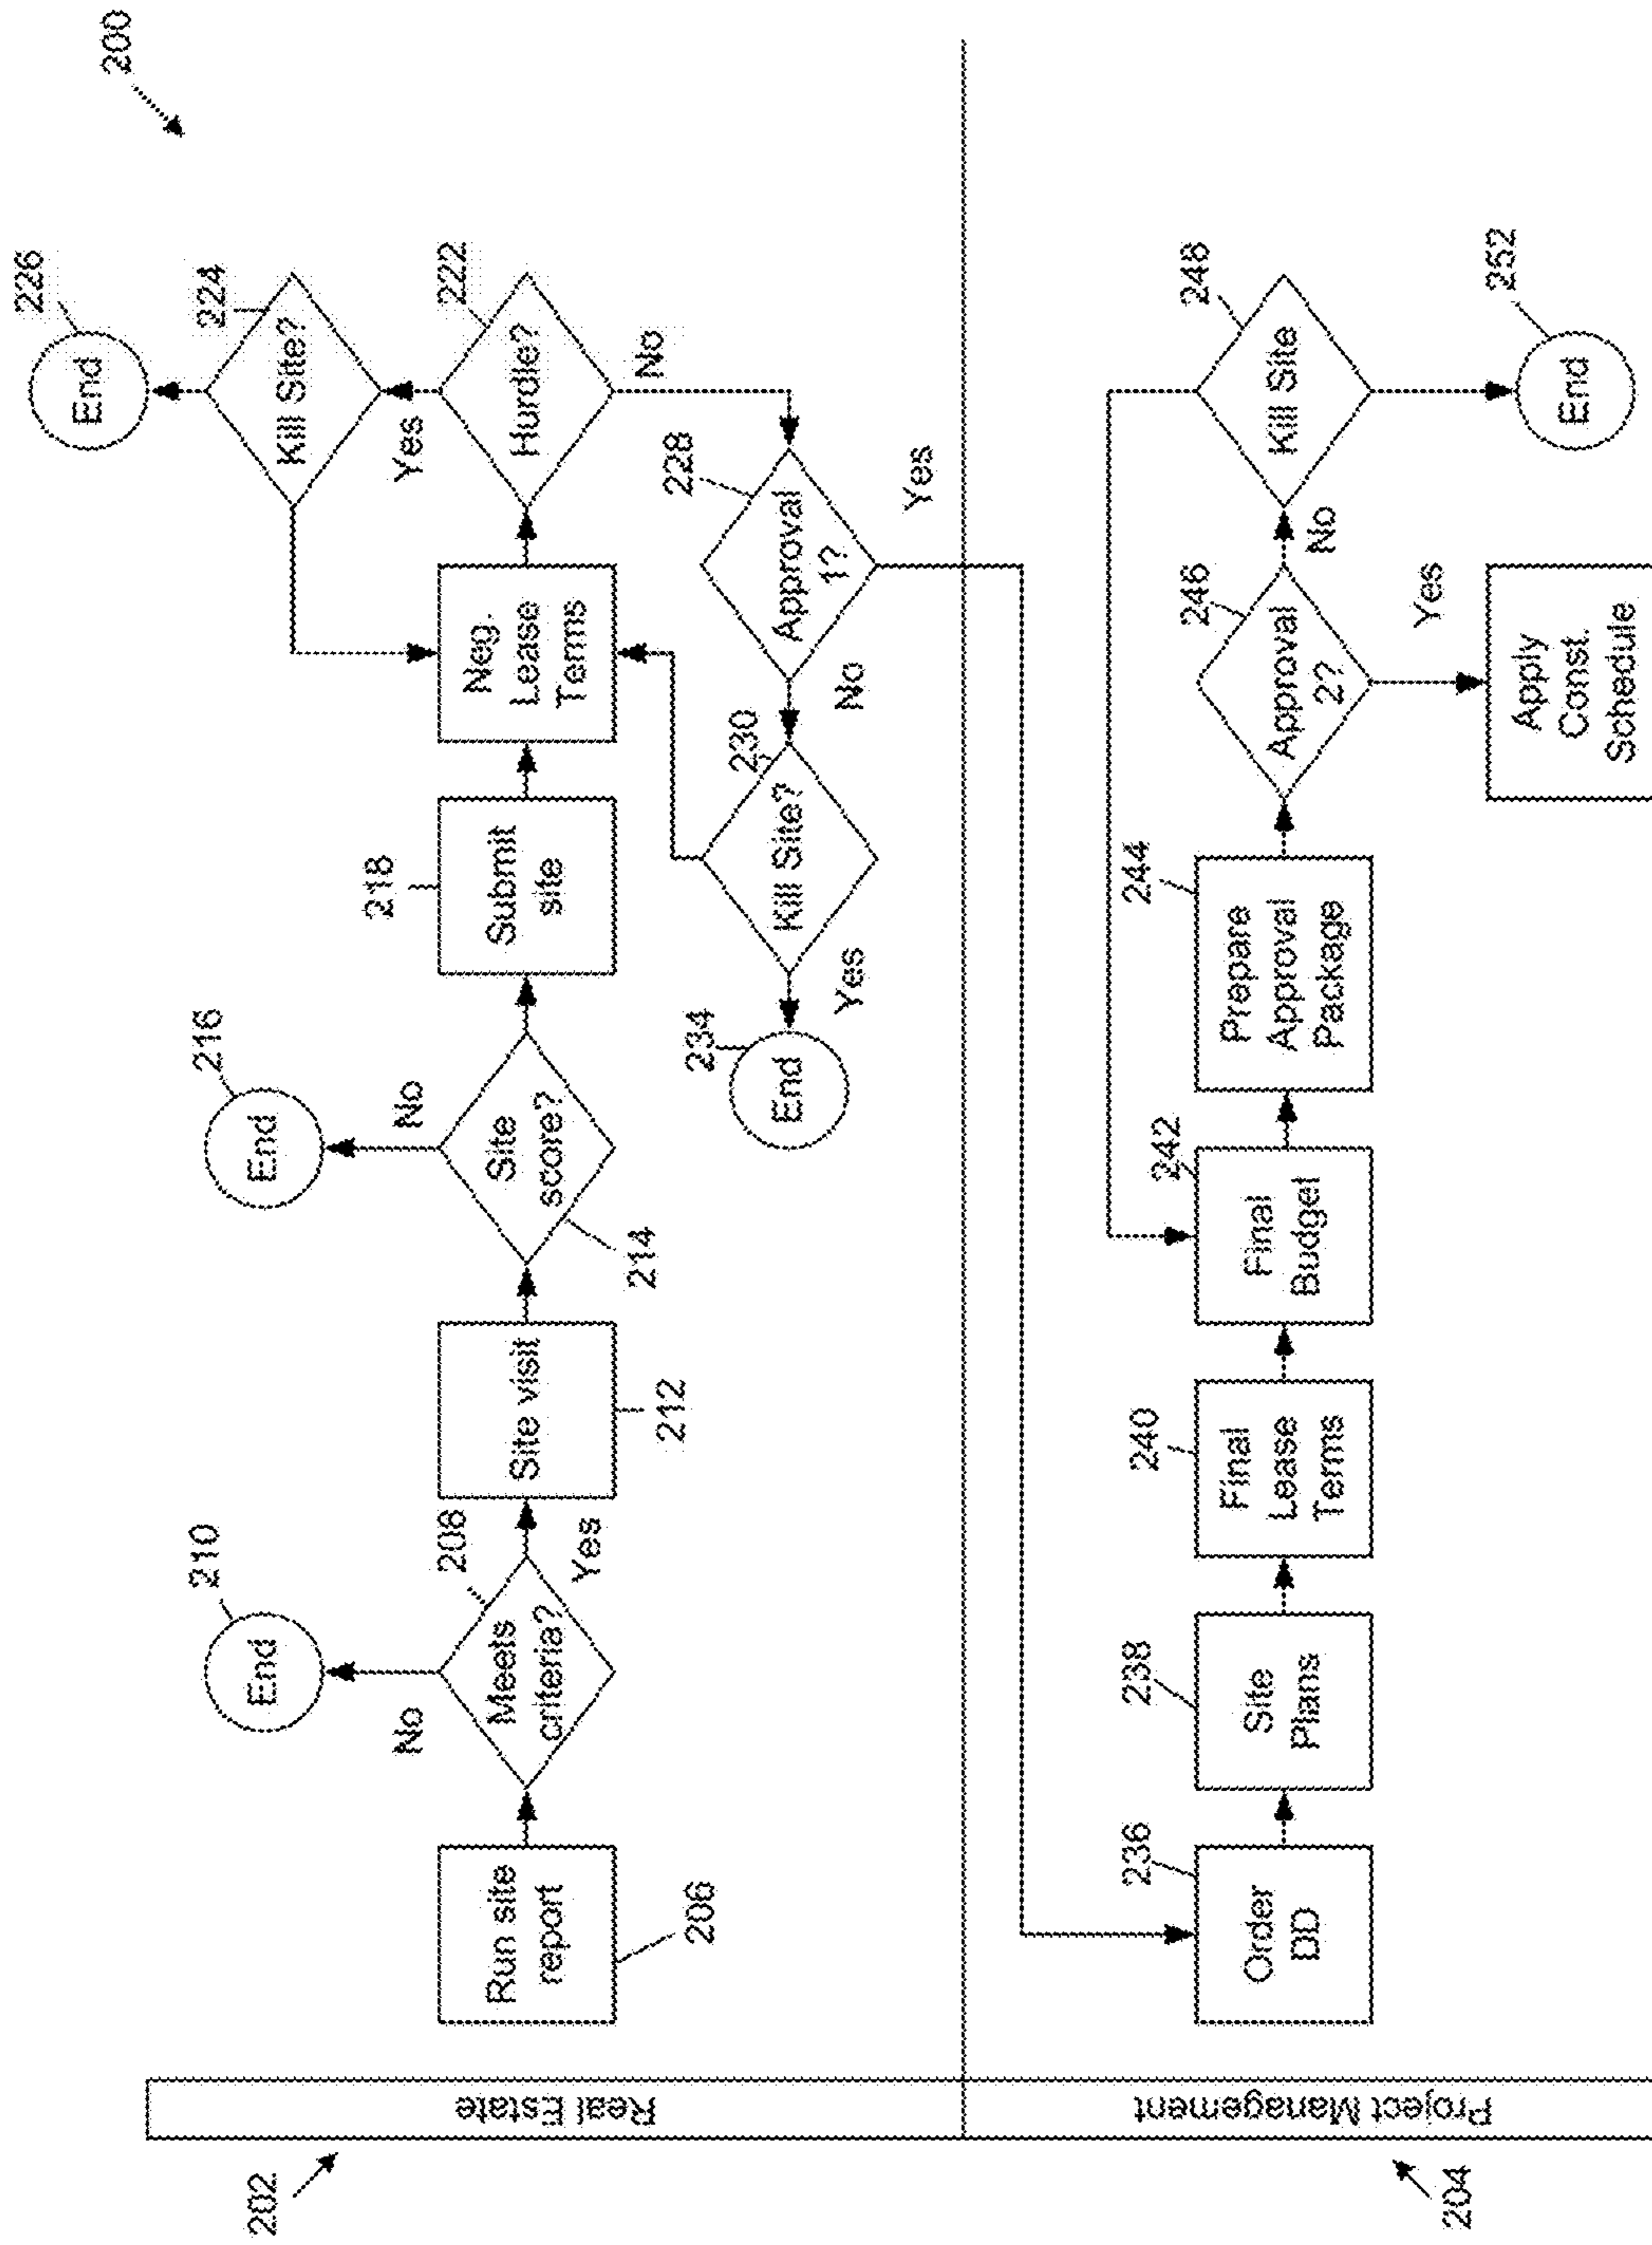 200
202
Real Estate
226
End
224
Kill Site?
Yes
222
Hurdle?
No
210
End
No
216
End
No
218
Run site
report
206
Meets
criteria?
208
Yes
Site visit
212
Site
score?
214
Submit
site
Neg.
Lease
Terms
228
Approval
1?
Yes
No
230
Kill Site?
Yes
234
End
204
Project Management
236
Order
DD
238
Site
Plans
240
Final
Lease
Terms
242
Final
Budget
244
Prepare
Approval
Package
246
Approval
2?
No
Yes
248
Kill Site
252
End
Apply
Const.
Schedule